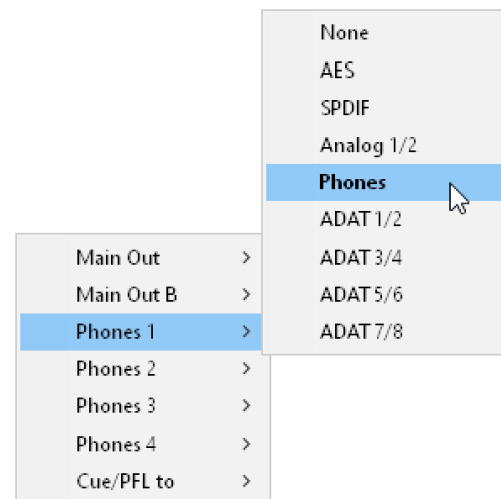 None
AES
SPDIF
Analog 1/2
Phones
ADAT 1/2
ADAT 3/4
ADAT 5/6
ADAT 7/8
Main Out
Main Out B
Phones 1
Phones 2
Phones 3
Phones 4
Cue/PFL to